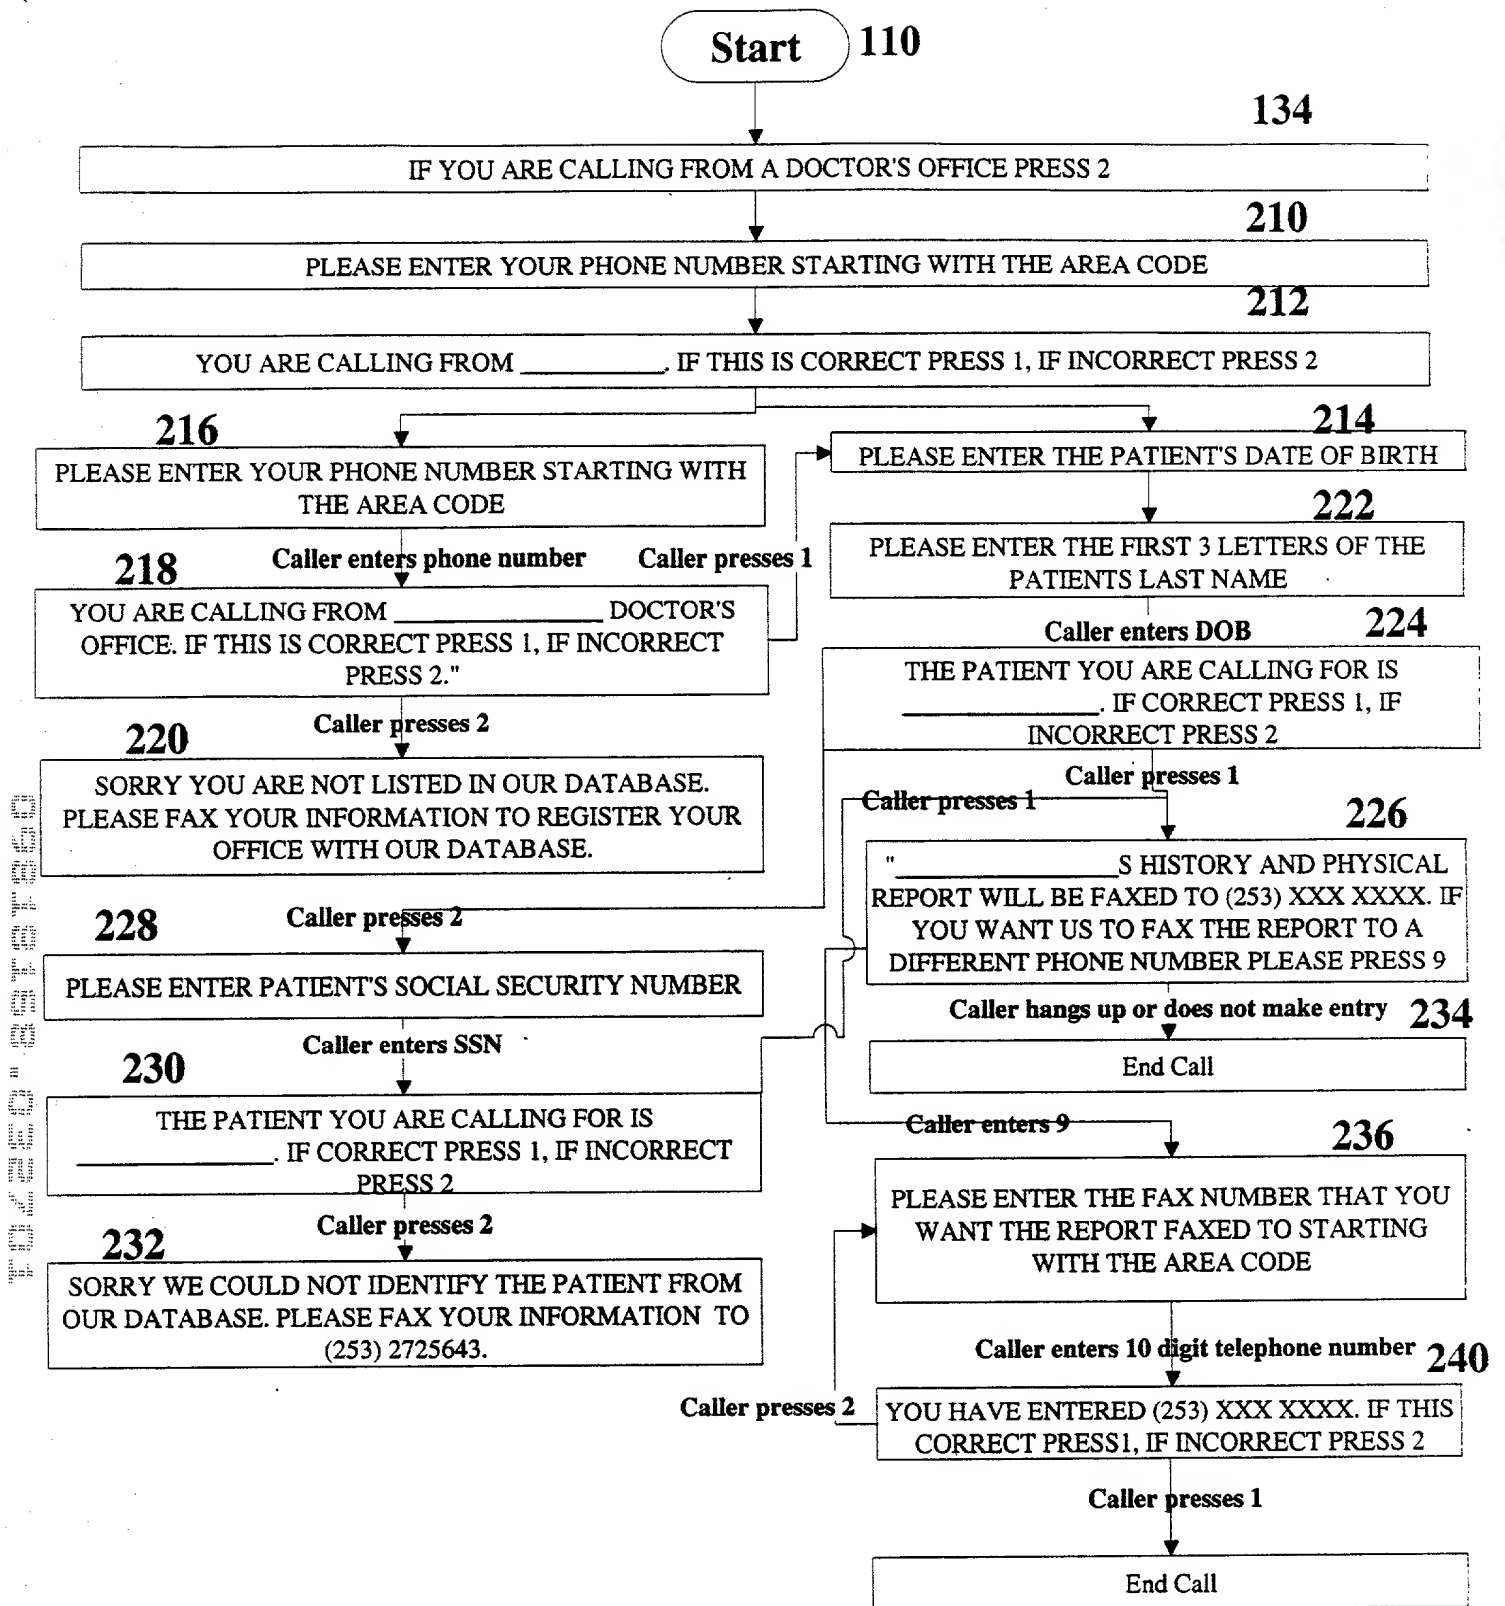 Start 110
134
IF YOU ARE CALLING FROM A DOCTOR'S OFFICE PRESS 2
210
PLEASE ENTER YOUR PHONE NUMBER STARTING WITH THE AREA CODE
212
YOU ARE CALLING FROM ____________. IF THIS IS CORRECT PRESS 1, IF INCORRECT PRESS 2
216
PLEASE ENTER YOUR PHONE NUMBER STARTING WITH
THE AREA CODE
Caller enters phone number
218
YOU ARE CALLING FROM __________________ DOCTOR'S
OFFICE. IF THIS IS CORRECT PRESS 1, IF INCORRECT
PRESS 2."
Caller presses 1
Caller presses 2
220
SORRY YOU ARE NOT LISTED IN OUR DATABASE.
PLEASE FAX YOUR INFORMATION TO REGISTER YOUR
OFFICE WITH OUR DATABASE.
214
PLEASE ENTER THE PATIENT'S DATE OF BIRTH
222
PLEASE ENTER THE FIRST 3 LETTERS OF THE
PATIENTS LAST NAME
Caller enters DOB
224
THE PATIENT YOU ARE CALLING FOR IS
_________________. IF CORRECT PRESS 1, IF
INCORRECT PRESS 2
Caller presses 1
Caller presses 1
226
"___________________S HISTORY AND PHYSICAL
REPORT WILL BE FAXED TO (253) XXX XXXX. IF
YOU WANT US TO FAX THE REPORT TO A
DIFFERENT PHONE NUMBER PLEASE PRESS 9
Caller presses 2
228
PLEASE ENTER PATIENT'S SOCIAL SECURITY NUMBER
Caller enters SSN
230
THE PATIENT YOU ARE CALLING FOR IS
_________________. IF CORRECT PRESS 1, IF INCORRECT
PRESS 2
Caller presses 2
232
SORRY WE COULD NOT IDENTIFY THE PATIENT FROM
OUR DATABASE. PLEASE FAX YOUR INFORMATION TO
(253) 2725643.
Caller hangs up or does not make entry
234
End Call
Caller enters 9
236
PLEASE ENTER THE FAX NUMBER THAT YOU
WANT THE REPORT FAXED TO STARTING
WITH THE AREA CODE
Caller enters 10 digit telephone number
240
Caller presses 2
YOU HAVE ENTERED (253) XXX XXXX. IF THIS
CORRECT PRESS1, IF INCORRECT PRESS 2
Caller presses 1
End Call